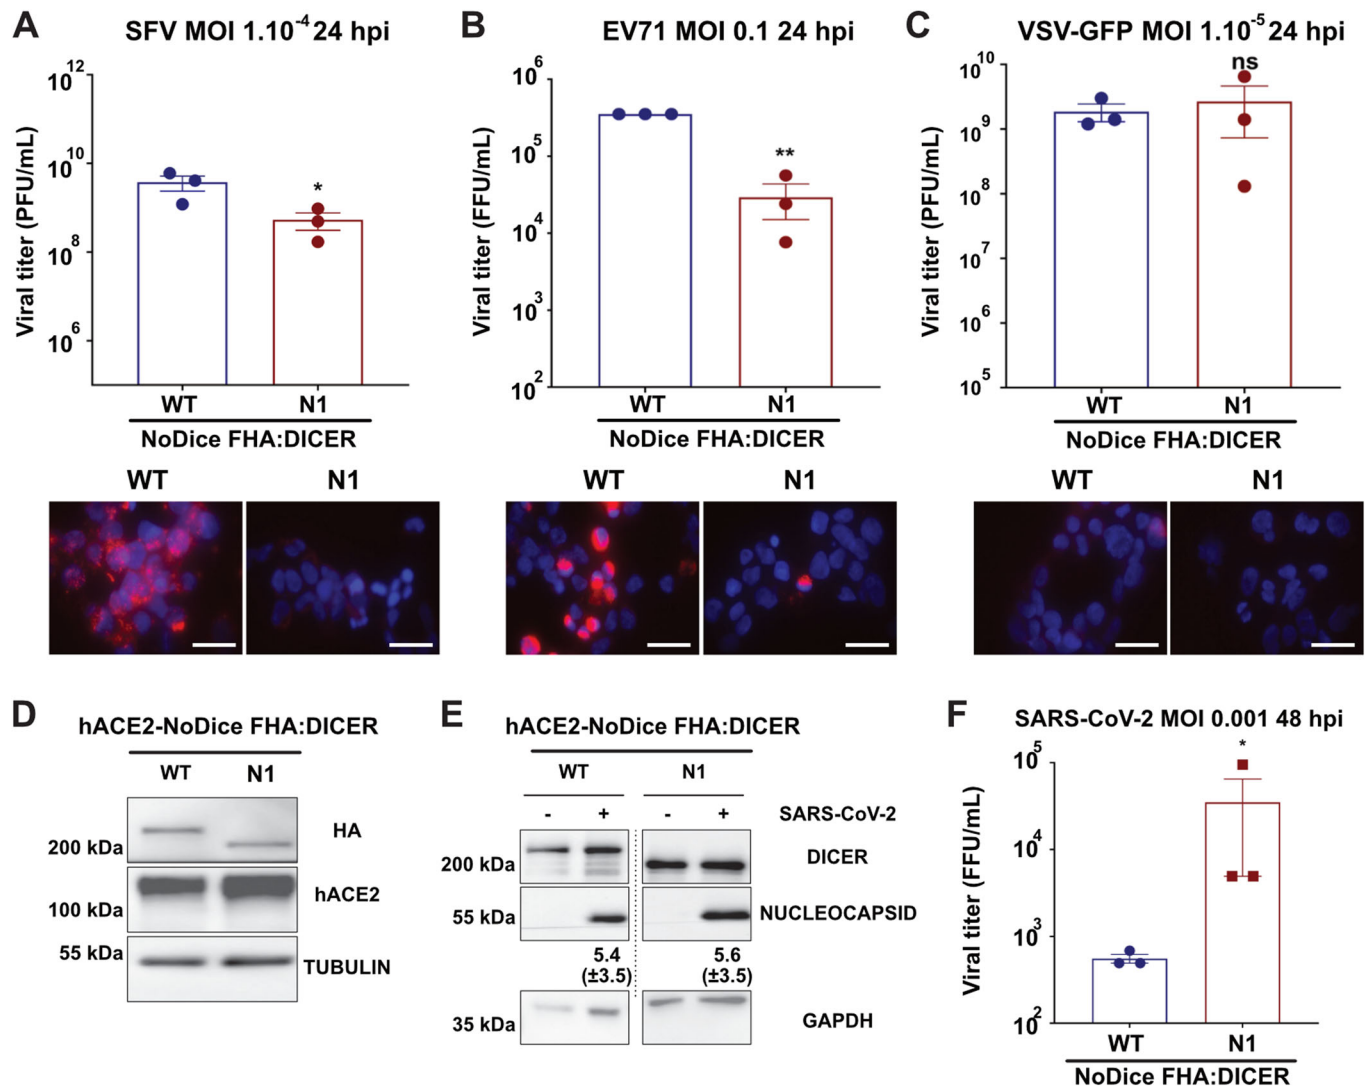 A
SFV MOI 1.10-4 24 hpi
Viral titer (PFU/mL)
10^12
10^10
10^8
10^6
*
WT N1
NoDice FHA:DICER
WT N1
B
EV71 MOI 0.1 24 hpi
Viral titer (FFU/mL)
10^6
10^5
10^4
10^3
10^2
**
WT N1
NoDice FHA:DICER
WT N1
C
VSV-GFP MOI 1.10-5 24 hpi
Viral titer (PFU/mL)
10^10
10^9
10^8
10^7
10^6
10^5
ns
WT N1
NoDice FHA:DICER
WT N1
D
hACE2-NoDice FHA:DICER
WT N1
200 kDa HA
100 kDa hACE2
55 kDa TUBULIN
E
hACE2-NoDice FHA:DICER
WT N1
- + - + SARS-CoV-2
200 kDa DICER
55 kDa NUCLEOCAPSID
5.4 5.6
(±3.5) (±3.5)
35 kDa GAPDH
F
SARS-CoV-2 MOI 0.001 48 hpi
Viral titer (FFU/mL)
10^5
10^4
10^3
10^2
*
WT N1
NoDice FHA:DICER